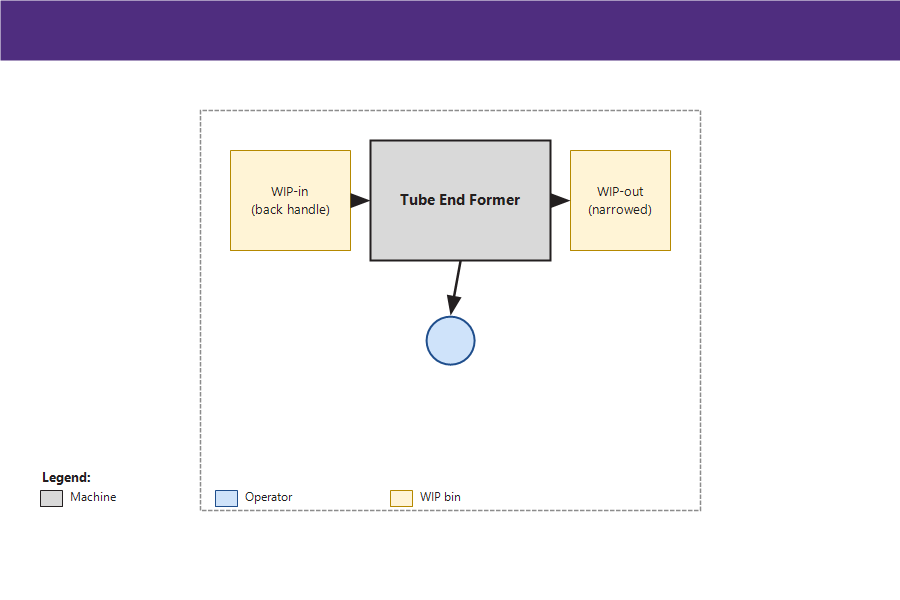 WIP-in
(back handle)
Tube End Former
WIP-out
(narrowed)
Legend:
Machine
Operator
WIP bin